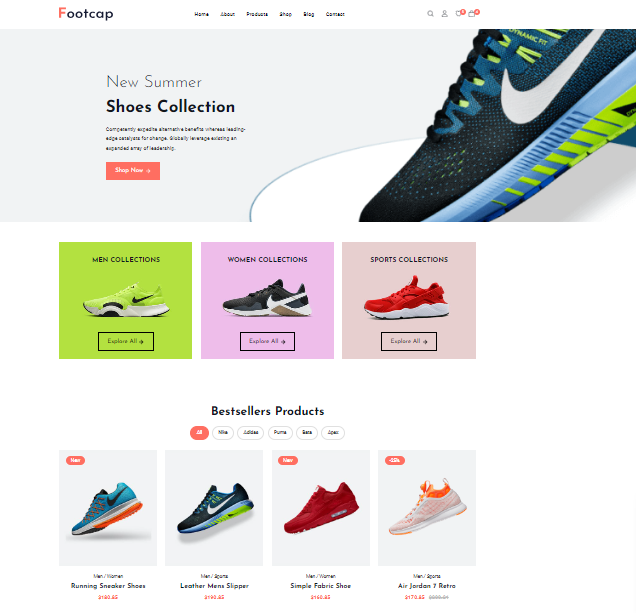 Footcap
Home About Products Shop Blog Contact
0 0
New Summer
Shoes Collection
Competently expedite alternative benefits whereas leading-
edge catalysts for change. Globally leverage existing an
expanded array of leadership.
Shop Now →
MEN COLLECTIONS
WOMEN COLLECTIONS
SPORTS COLLECTIONS
Explore All →
Explore All →
Explore All →
Bestsellers Products
All Nike Adidas Puma Bata Apex
New
New
-25%
Men / Women
Running Sneaker Shoes
$180.85
Men / Sports
Leather Mens Slipper
$190.85
Men / Women
Simple Fabric Shoe
$160.85
Men / Sports
Air Jordan 7 Retro
$170.85